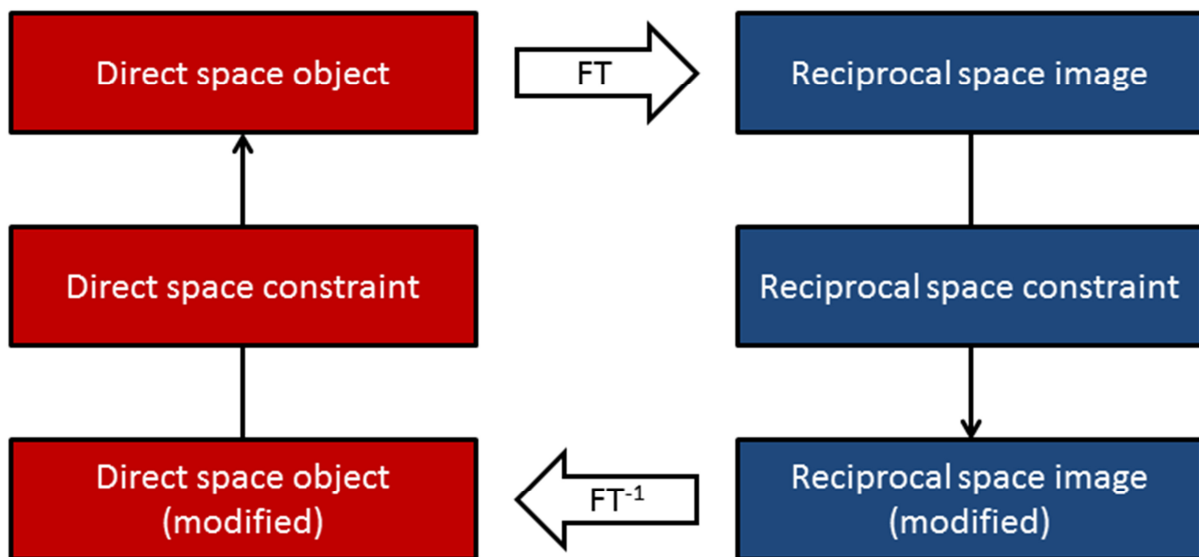 Direct space object
FT
Reciprocal space image
Direct space constraint
Reciprocal space constraint
Direct space object
(modified)
FT⁻¹
Reciprocal space image
(modified)